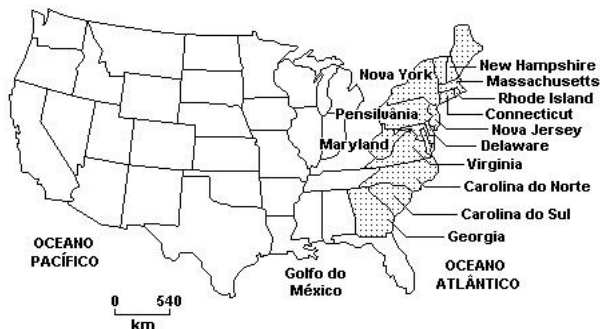 Nova York
New Hampshire
Massachusetts
Rhode Island
Pensilvânia
Connecticut
Nova Jersey
Maryland
Delaware
Virginia
Carolina do Norte
Carolina do Sul
Georgia
OCEANO
PACÍFICO
Golfo do
México
OCEANO
ATLÂNTICO
0 540
km